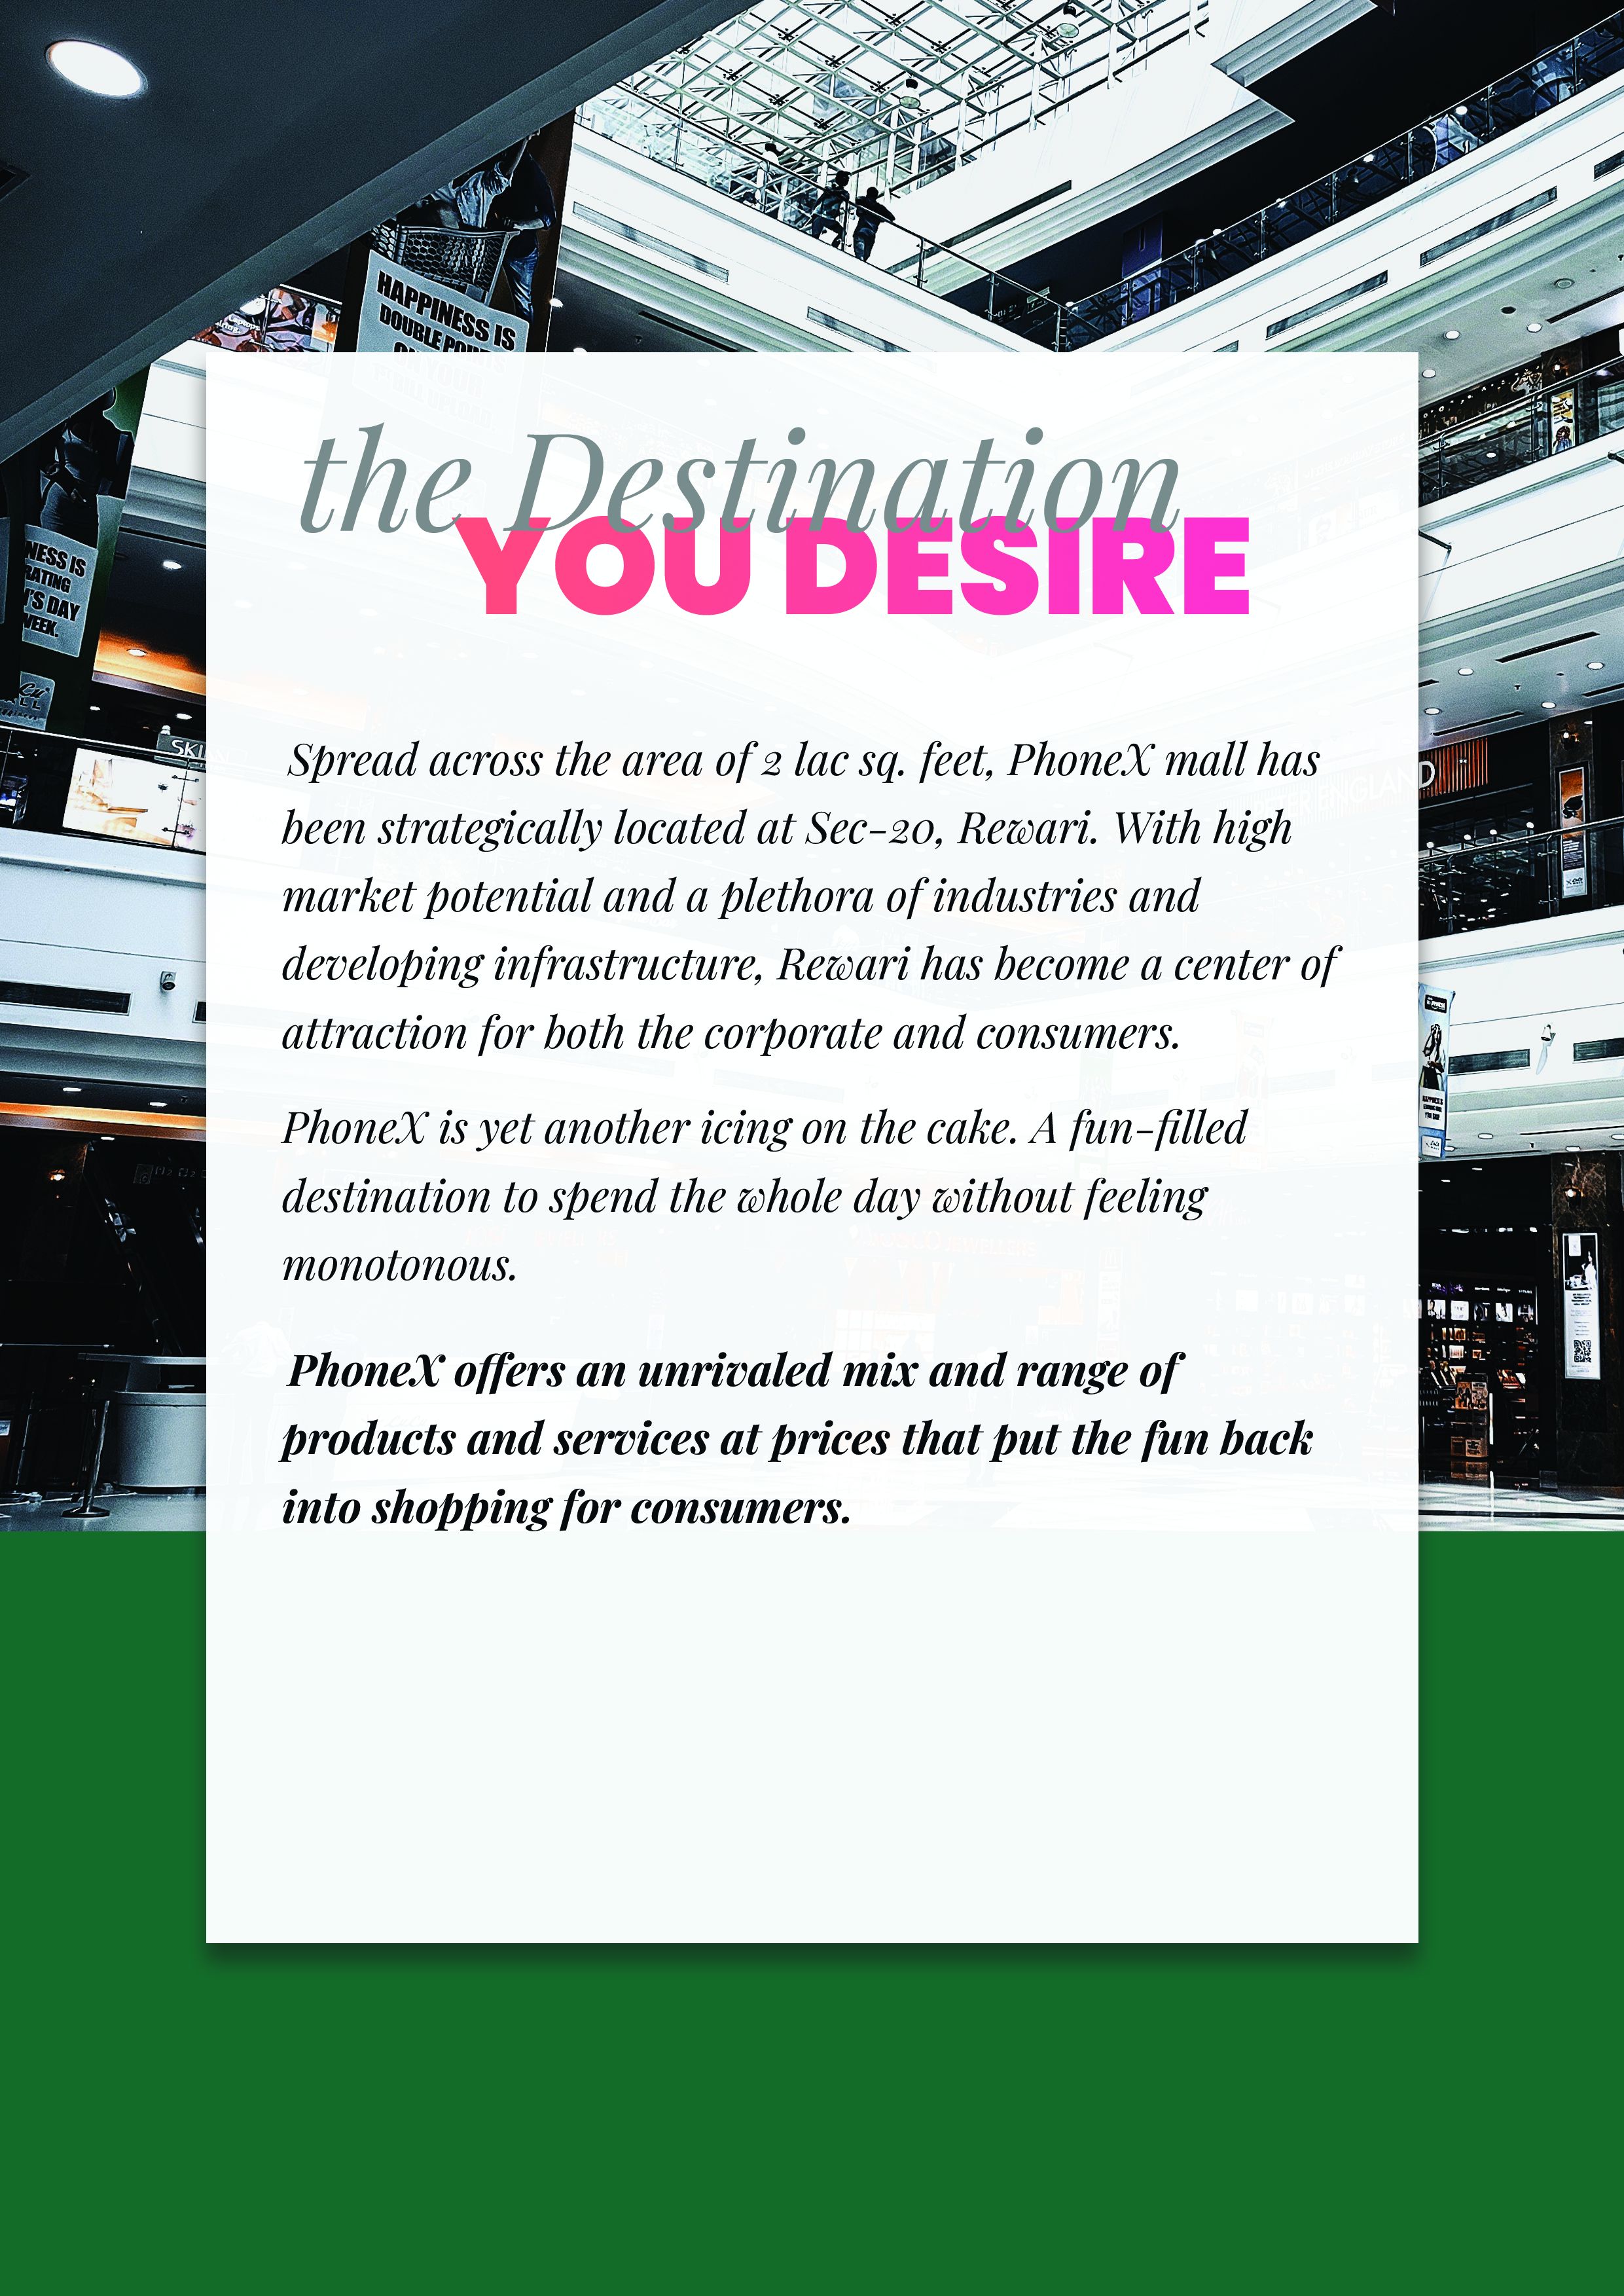 HAPPINESS IS
the Destination
YOU DESIRE
NESS IS
RATING
'S DAY
WEEK.
Spread across the area of 2 lac sq. feet, PhoneX mall has
been strategically located at Sec-20, Rewari. With high
market potential and a plethora of industries and
developing infrastructure, Rewari has become a center of
attraction for both the corporate and consumers.
PhoneX is yet another icing on the cake. A fun-filled
destination to spend the whole day without feeling
monotonous.
PhoneX offers an unrivaled mix and range of
products and services at prices that put the fun back
into shopping for consumers.